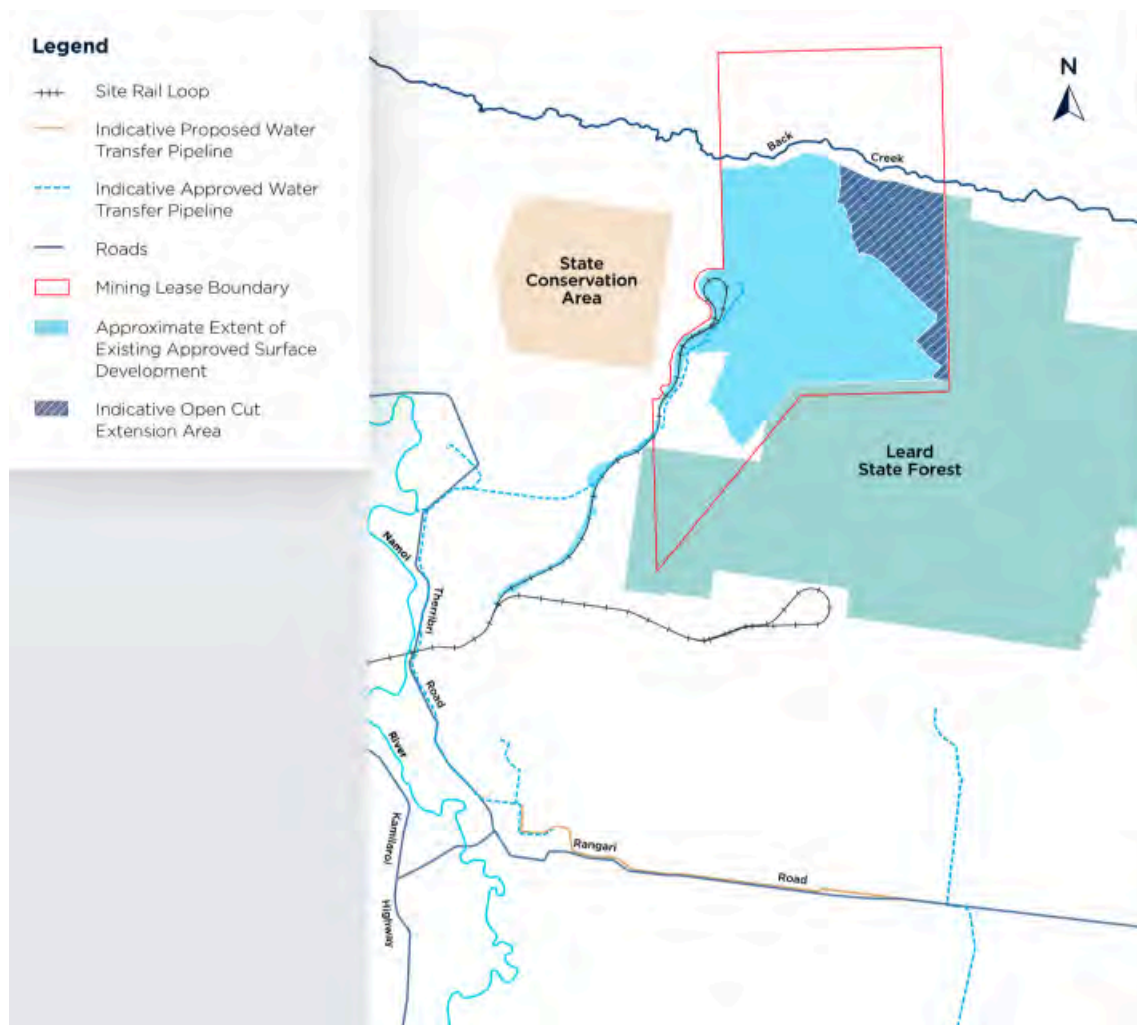 Legend
Site Rail Loop
Indicative Proposed Water
Transfer Pipeline
Indicative Approved Water
Transfer Pipeline
Roads
Mining Lease Boundary
Approximate Extent of
Existing Approved Surface
Development
Indicative Open Cut
Extension Area
N
Back
Creek
State
Conservation
Area
Leard
State Forest
Namoi
Therribri
Road
River
Kamilaroi
Highway
Rangari
Road